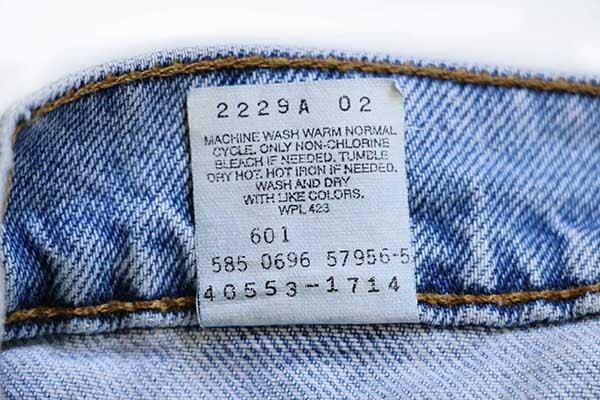 2229A 02
MACHINE WASH WARM NORMAL
CYCLE. ONLY NON-CHLORINE
BLEACH IF NEEDED. TUMBLE
DRY HOT. HOT IRON IF NEEDED.
WASH AND DRY
WITH LIKE COLORS.
WPL 423
601
585 0696 57956-5
40553-1714